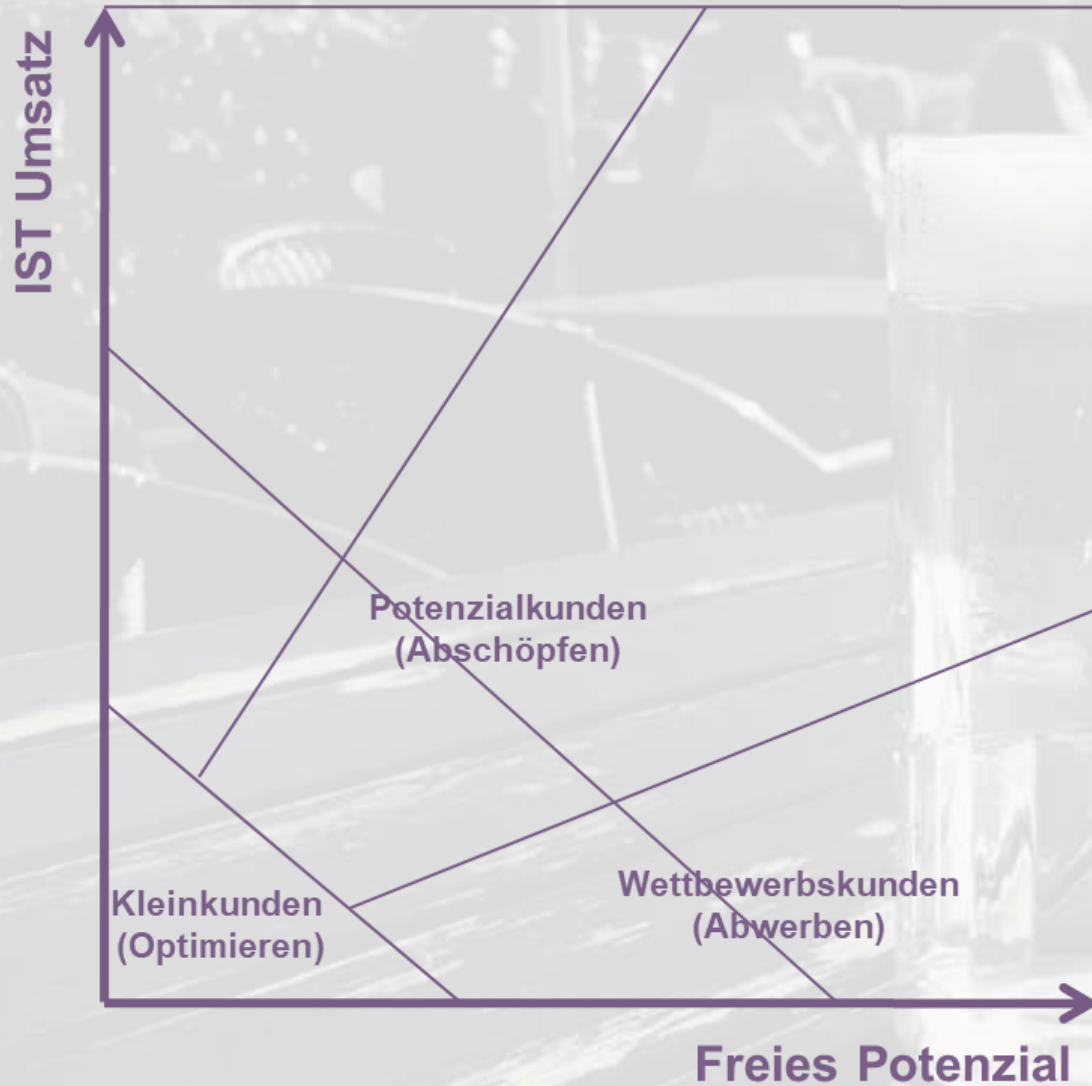 IST Umsatz
Potenzialkunden
(Abschöpfen)
Kleinkunden
(Optimieren)
Wettbewerbskunden
(Abwerben)
Freies Potenzial